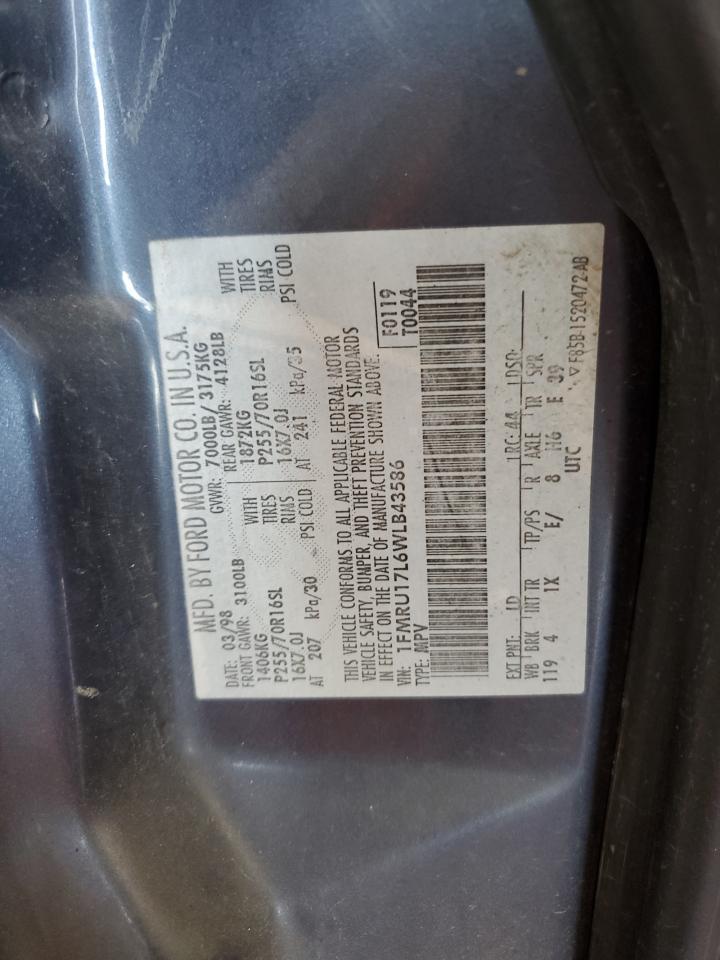 MFD. BY FORD MOTOR CO. IN U.S.A.
DATE: 03/98 GVWR: 7000LB/ 3175KG
FRONT GAWR: 3100LB REAR GAWR: 4128LB
1406KG WITH 1872KG WITH
P255/70R16SL TIRES P255/70R16SL TIRES
16X7.0J RIMS 16X7.0J RIMS
AT 207 kPa/30 PSI COLD AT 241 kPa/35 PSI COLD
THIS VEHICLE CONFORMS TO ALL APPLICABLE FEDERAL MOTOR
VEHICLE SAFETY, BUMPER, AND THEFT PREVENTION STANDARDS
IN EFFECT ON THE DATE OF MANUFACTURE SHOWN ABOVE.
VIN: 1FMRU17L6WLB43586 F0119
TYPE: MPV T0044
EXT PNT: LD RC: 44 DSO:
WB BRK INT TR TP/PS R AXLE TR SPR
119 4 1X E/ 8 H6 E 39
UTC
▽F85B-1520472-AB